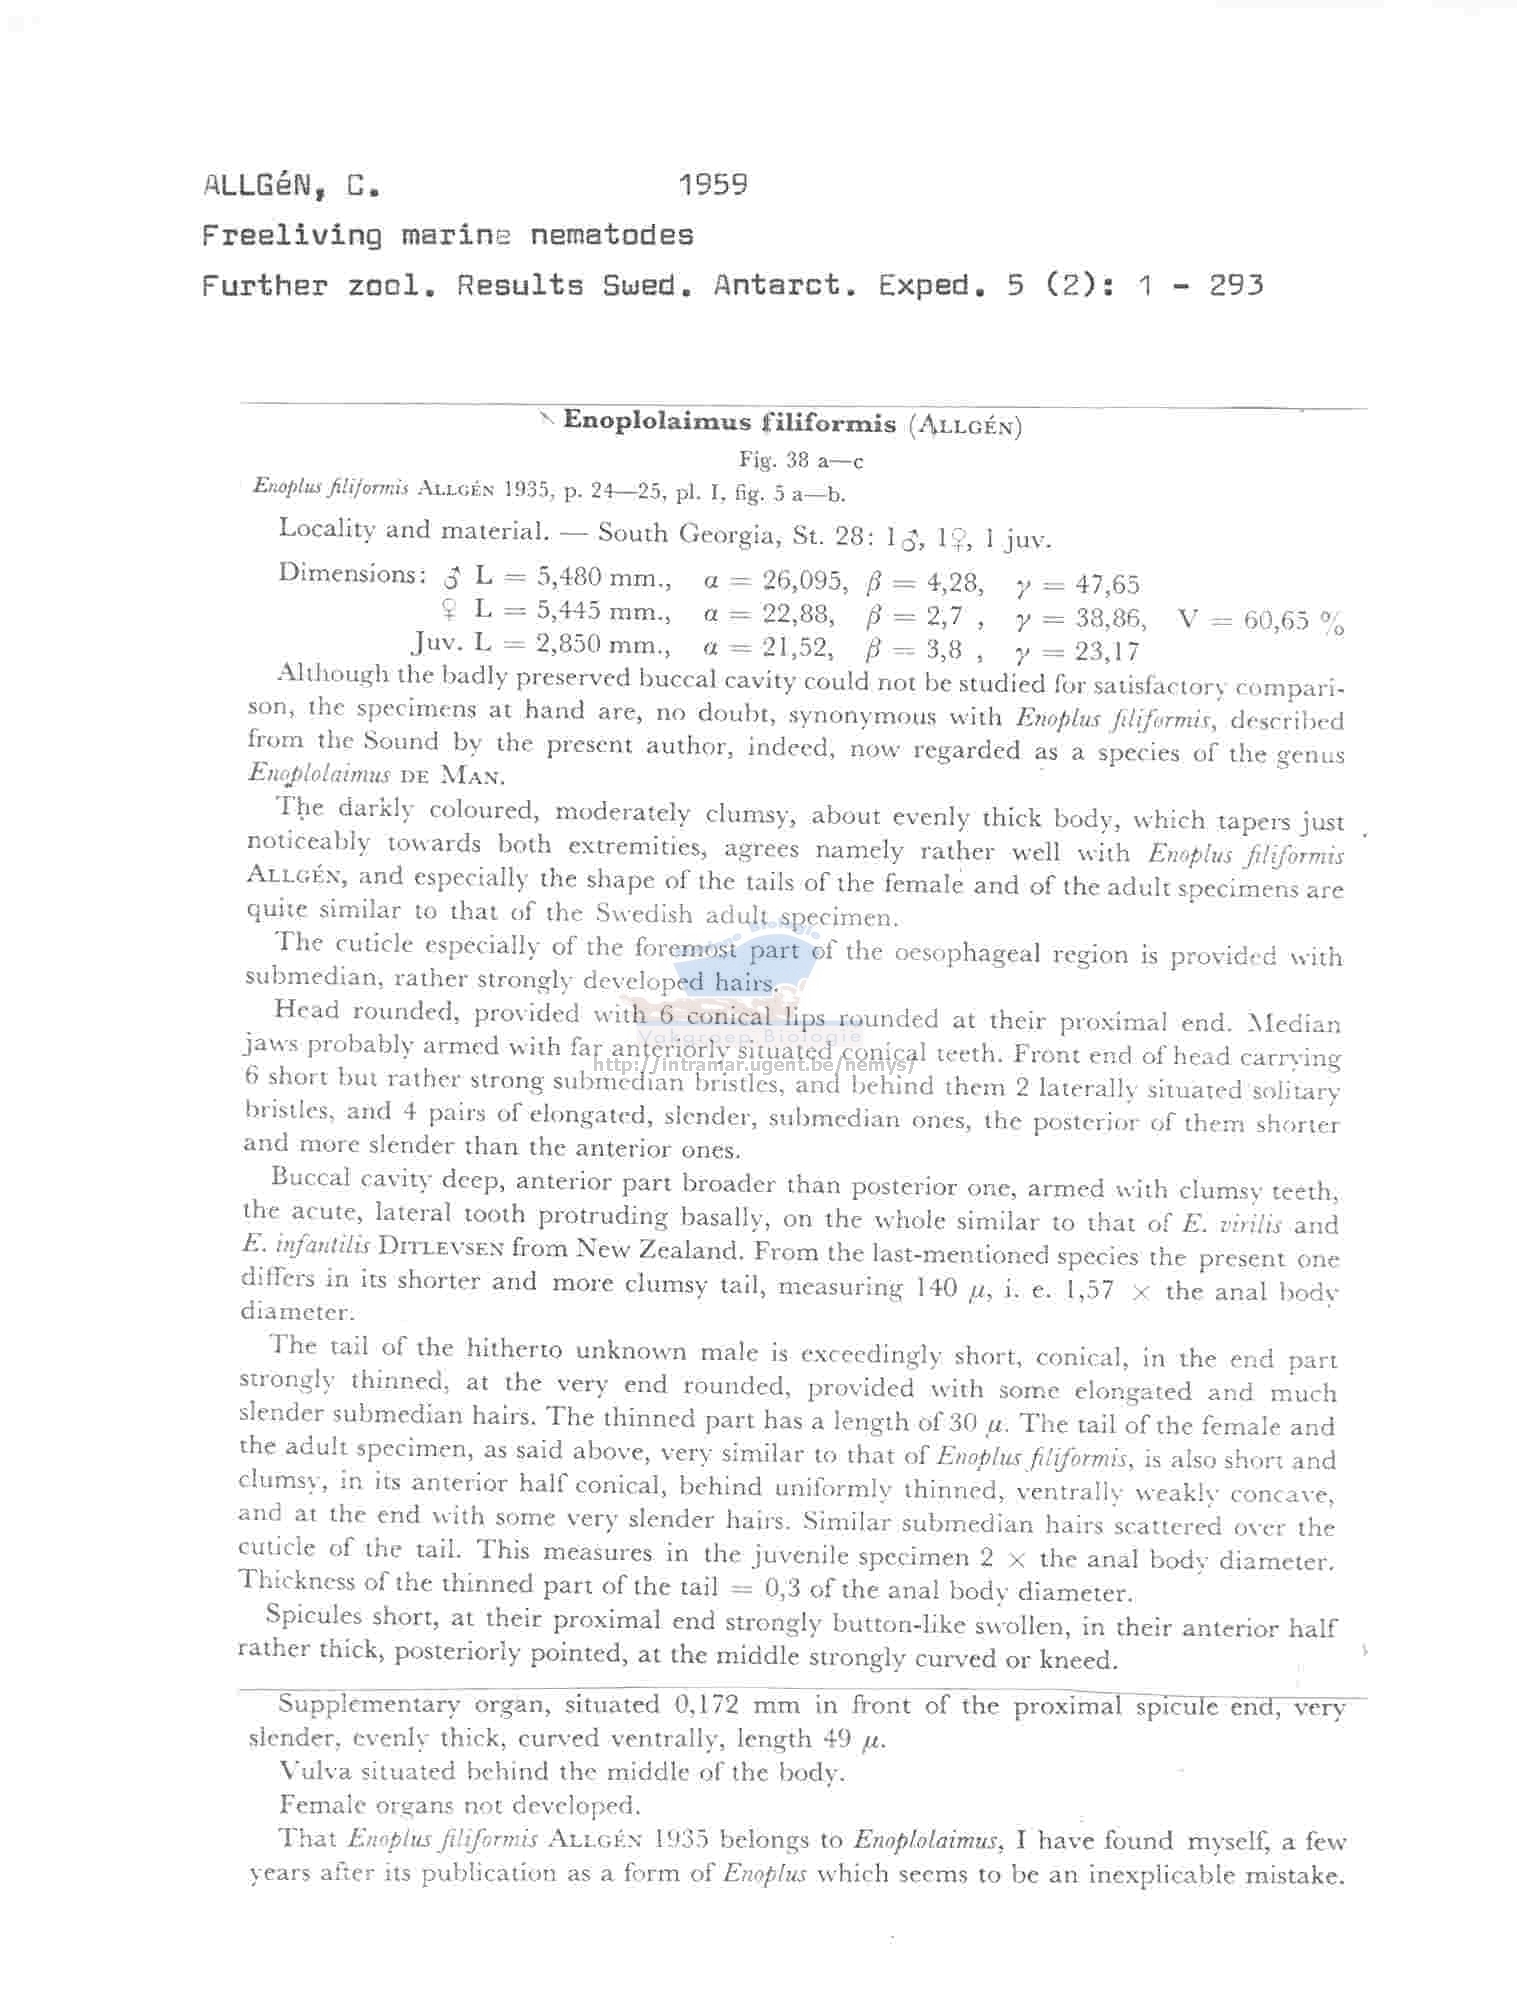 ALLGéN, C. 1959
Freeliving marine nematodes
Further zool. Results Swed. Antarct. Exped. 5 (2): 1 - 293
Enoplolaimus filiformis (ALLGÉN)
Fig. 38 a—c
Enoplus filiformis ALLGÉN 1935, p. 24—25, pl. I, fig. 5 a—b.
Locality and material. — South Georgia, St. 28: 1♂, 1♀, 1 juv.
Dimensions: ♂ L = 5,480 mm., α = 26,095, β = 4,28, γ = 47,65
♀ L = 5,445 mm., α = 22,88, β = 2,7 , γ = 38,86, V = 60,65 %
Juv. L = 2,850 mm., α = 21,52, β = 3,8 , γ = 23,17
Although the badly preserved buccal cavity could not be studied for satisfactory compari-
son, the specimens at hand are, no doubt, synonymous with Enoplus filiformis, described
from the Sound by the present author, indeed, now regarded as a species of the genus
Enoplolaimus DE MAN.
The darkly coloured, moderately clumsy, about evenly thick body, which tapers just
noticeably towards both extremities, agrees namely rather well with Enoplus filiformis
ALLGÉN, and especially the shape of the tails of the female and of the adult specimens are
quite similar to that of the Swedish adult specimen.
The cuticle especially of the foremost part of the oesophageal region is provided with
submedian, rather strongly developed hairs.
Head rounded, provided with 6 conical lips rounded at their proximal end. Median
Vakgroep Biologie
jaws probably armed with far anteriorly situated conical teeth. Front end of head carrying
http://intramar.ugent.be/nemys/
6 short but rather strong submedian bristles, and behind them 2 laterally situated solitary
bristles, and 4 pairs of elongated, slender, submedian ones, the posterior of them shorter
and more slender than the anterior ones.
Buccal cavity deep, anterior part broader than posterior one, armed with clumsy teeth,
the acute, lateral tooth protruding basally, on the whole similar to that of E. virilis and
E. infantilis DITLEVSEN from New Zealand. From the last-mentioned species the present one
differs in its shorter and more clumsy tail, measuring 140 μ, i. e. 1,57 × the anal body
diameter.
The tail of the hitherto unknown male is exceedingly short, conical, in the end part
strongly thinned, at the very end rounded, provided with some elongated and much
slender submedian hairs. The thinned part has a length of 30 μ. The tail of the female and
the adult specimen, as said above, very similar to that of Enoplus filiformis, is also short and
clumsy, in its anterior half conical, behind uniformly thinned, ventrally weakly concave,
and at the end with some very slender hairs. Similar submedian hairs scattered over the
cuticle of the tail. This measures in the juvenile specimen 2 × the anal body diameter.
Thickness of the thinned part of the tail = 0,3 of the anal body diameter.
Spicules short, at their proximal end strongly button-like swollen, in their anterior half
rather thick, posteriorly pointed, at the middle strongly curved or kneed.
Supplementary organ, situated 0,172 mm in front of the proximal spicule end, very
slender, evenly thick, curved ventrally, length 49 μ.
Vulva situated behind the middle of the body.
Female organs not developed.
That Enoplus filiformis ALLGÉN 1935 belongs to Enoplolaimus, I have found myself, a few
years after its publication as a form of Enoplus which seems to be an inexplicable mistake.